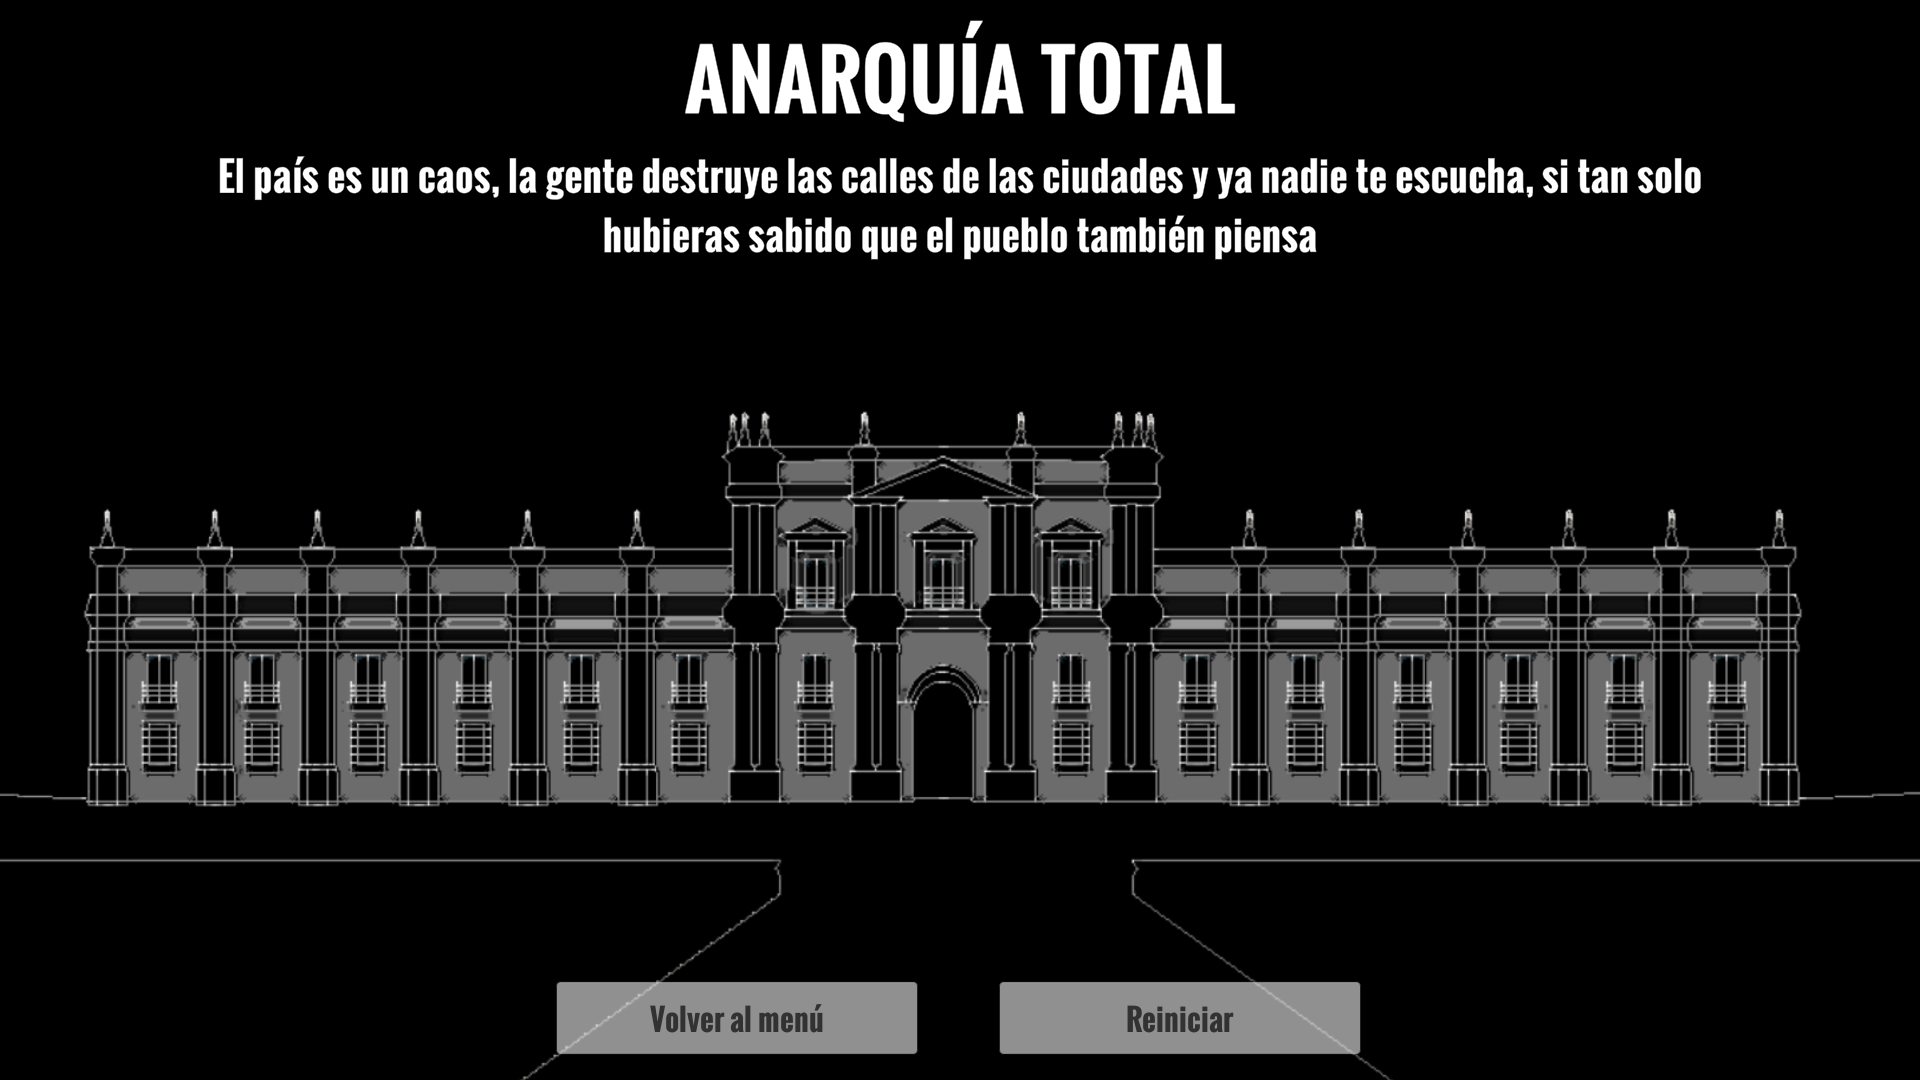 ANARQUÍA TOTAL
El país es un caos, la gente destruye las calles de las ciudades y ya nadie te escucha, si tan solo
hubieras sabido que el pueblo también piensa
Volver al menú
Reiniciar